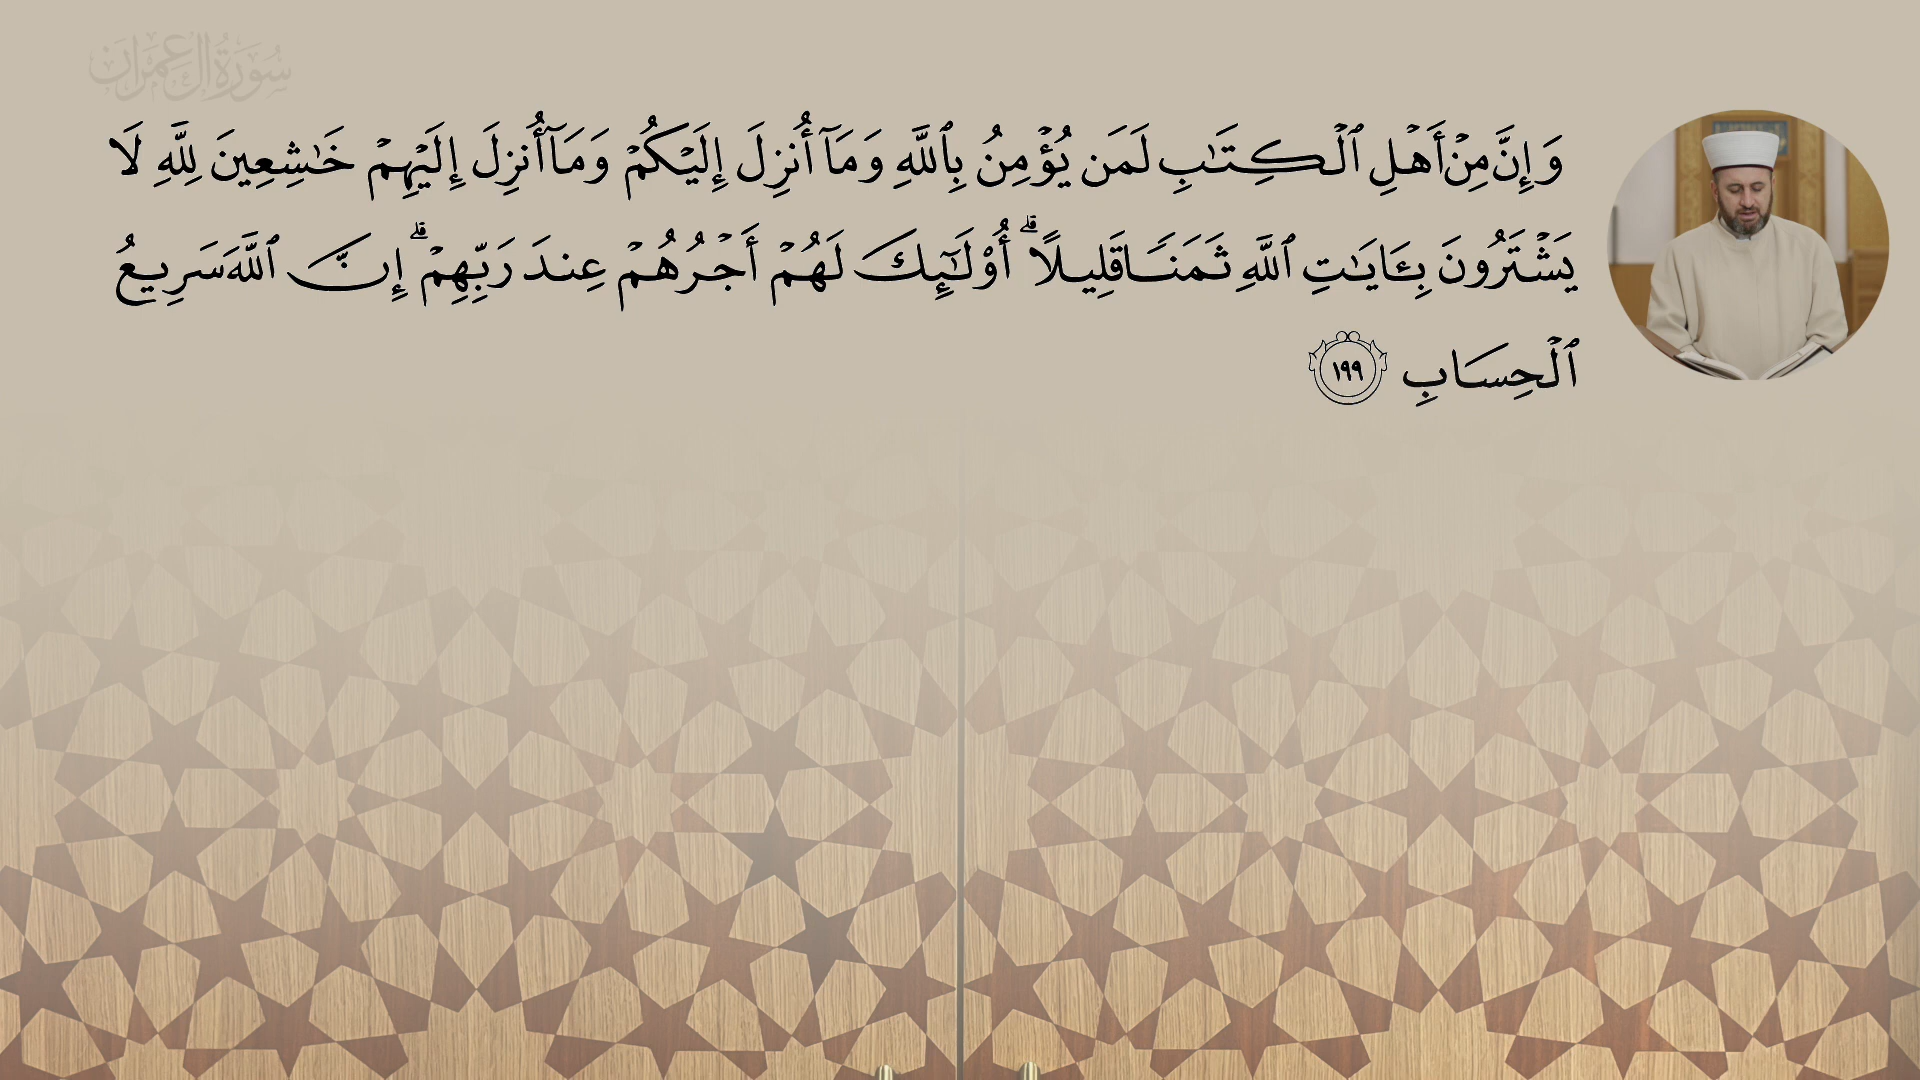 سُورَةُ آل عِمْرَان
وَإِنَّ مِنْ أَهْلِ ٱلْكِتَٰبِ لَمَن يُؤْمِنُ بِٱللَّهِ وَمَآ أُنزِلَ إِلَيْكُمْ وَمَآ أُنزِلَ إِلَيْهِمْ خَٰشِعِينَ لِلَّهِ لَا
يَشْتَرُونَ بِـَٔايَٰتِ ٱللَّهِ ثَمَنًا قَلِيلًا ۗ أُو۟لَٰٓئِكَ لَهُمْ أَجْرُهُمْ عِندَ رَبِّهِمْ ۗ إِنَّ ٱللَّهَ سَرِيعُ
ٱلْحِسَابِ ١٩٩